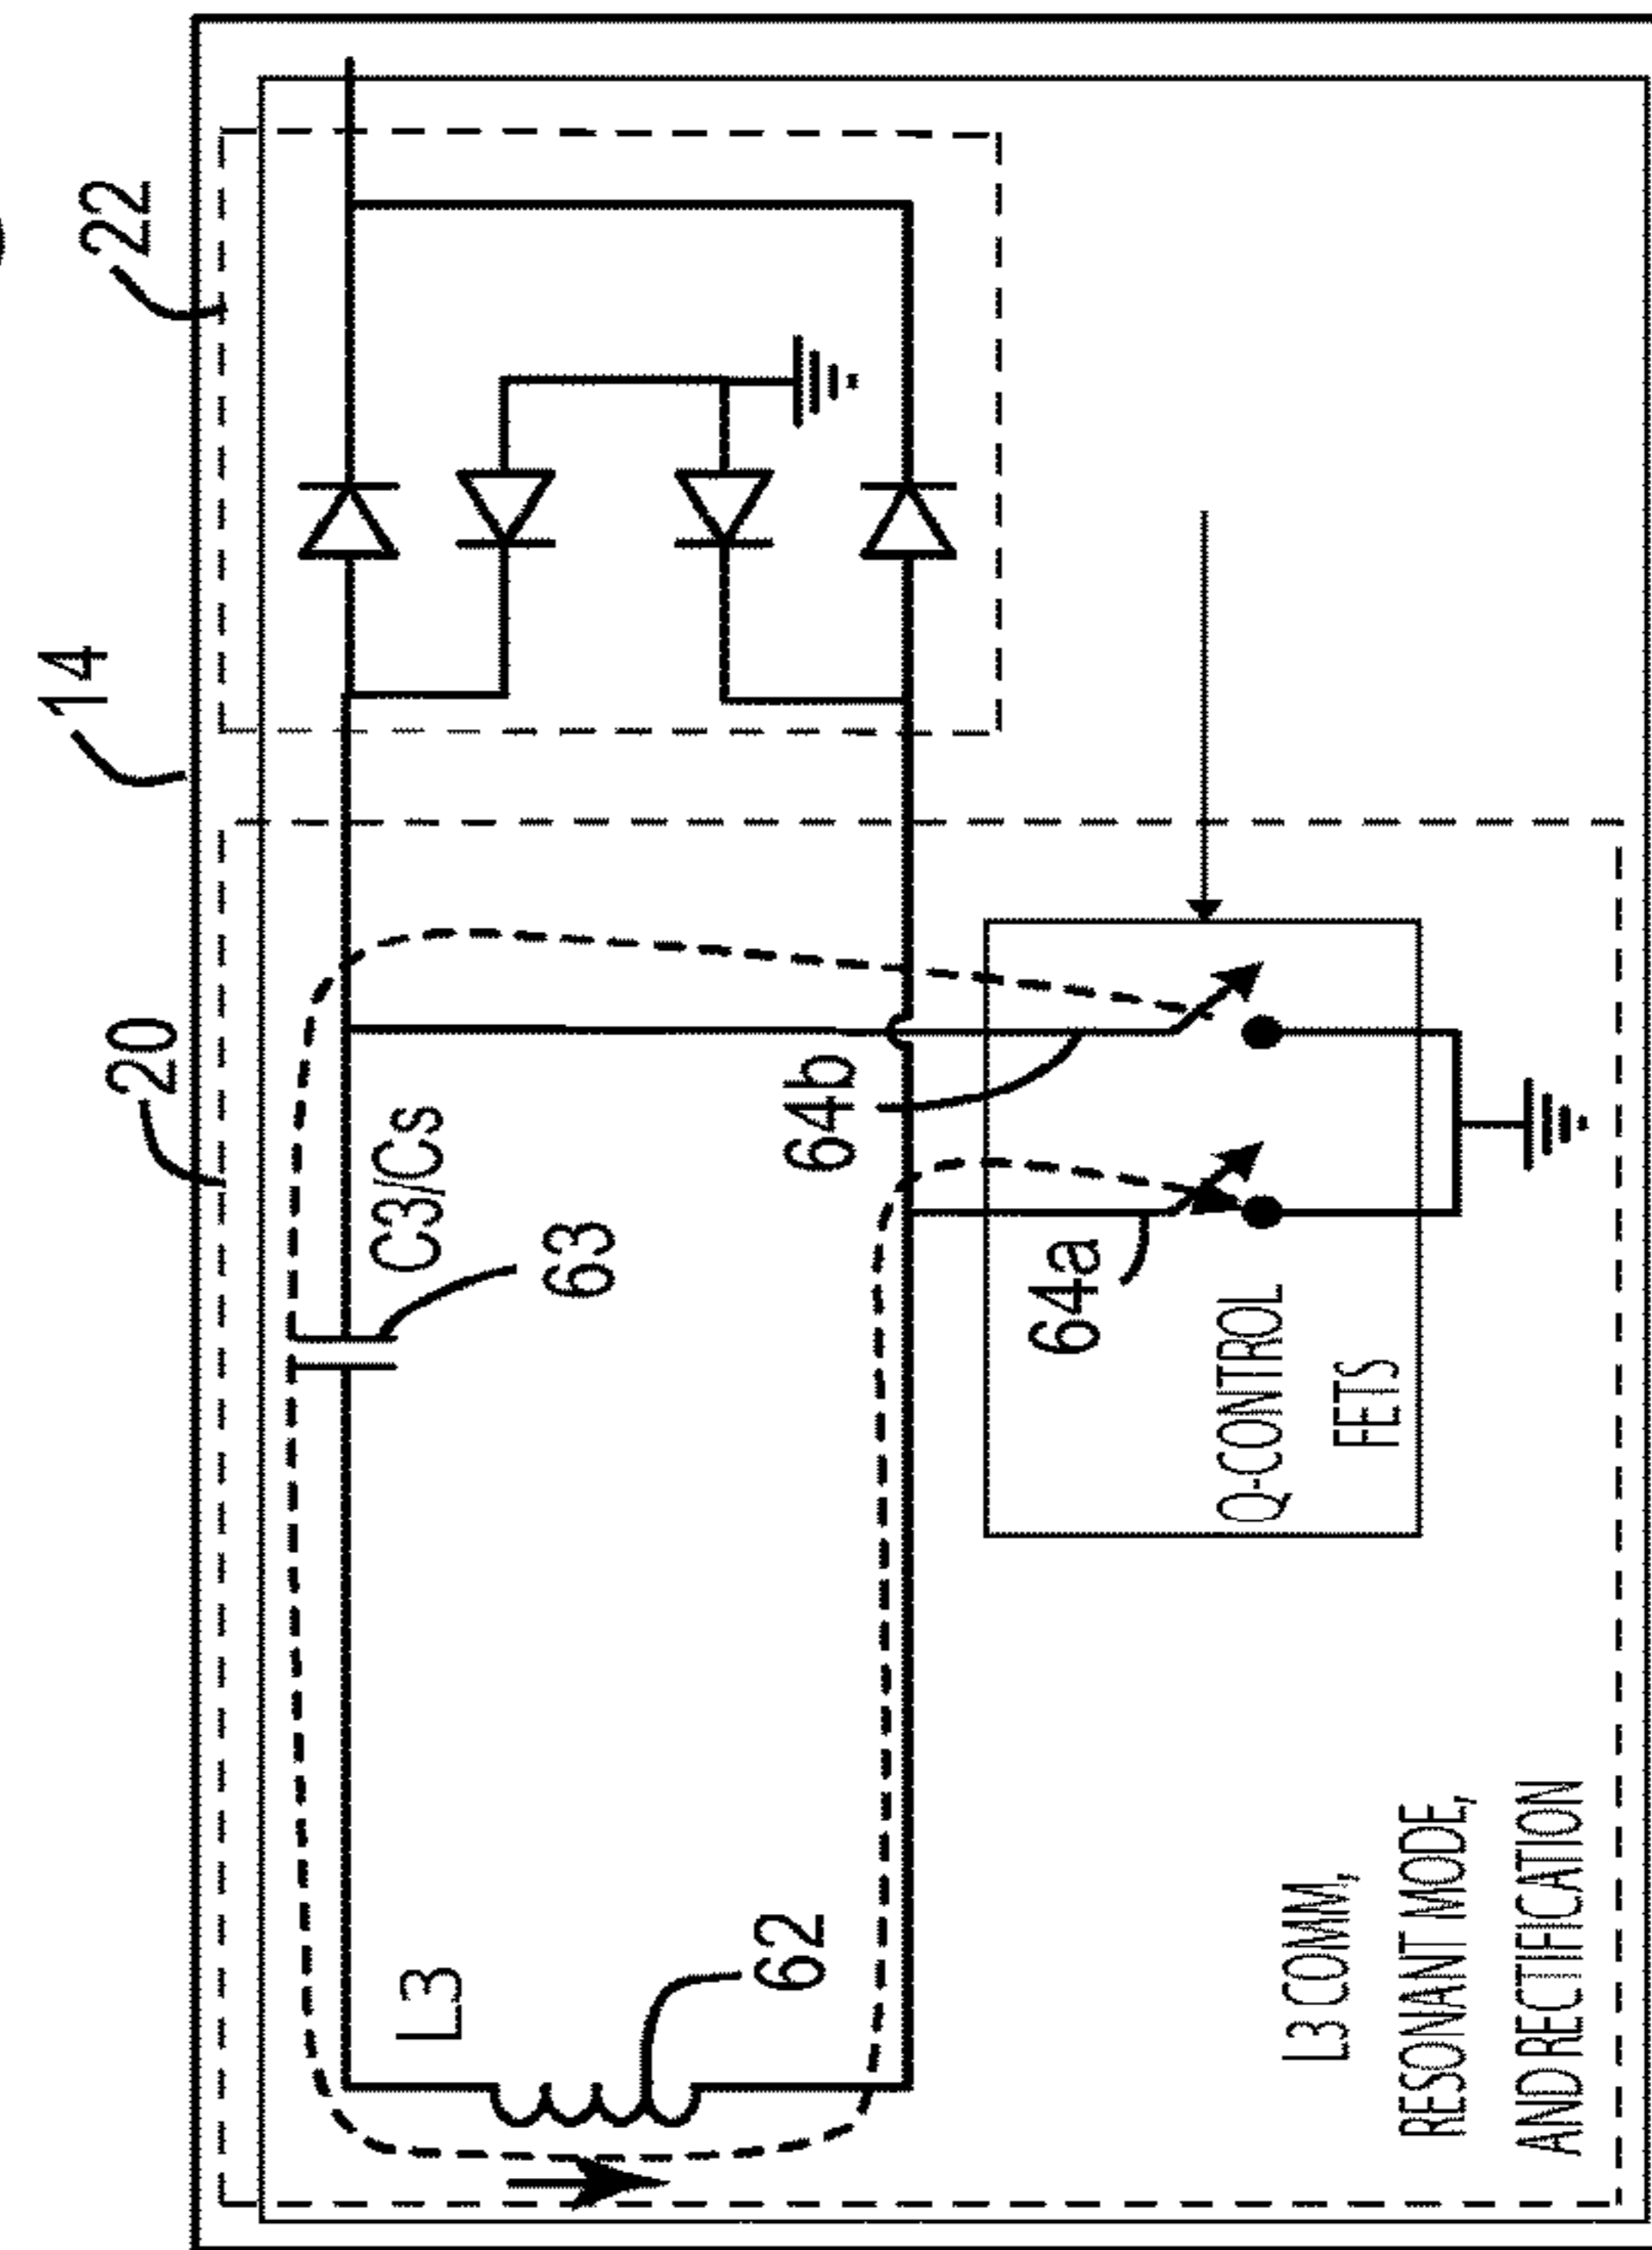 14
20
22
C3/Cs
63
L3
62
64b
64a
Q-CONTROL
FETS
L3 COMM,
RESONANT MODE,
AND RECTIFICATION